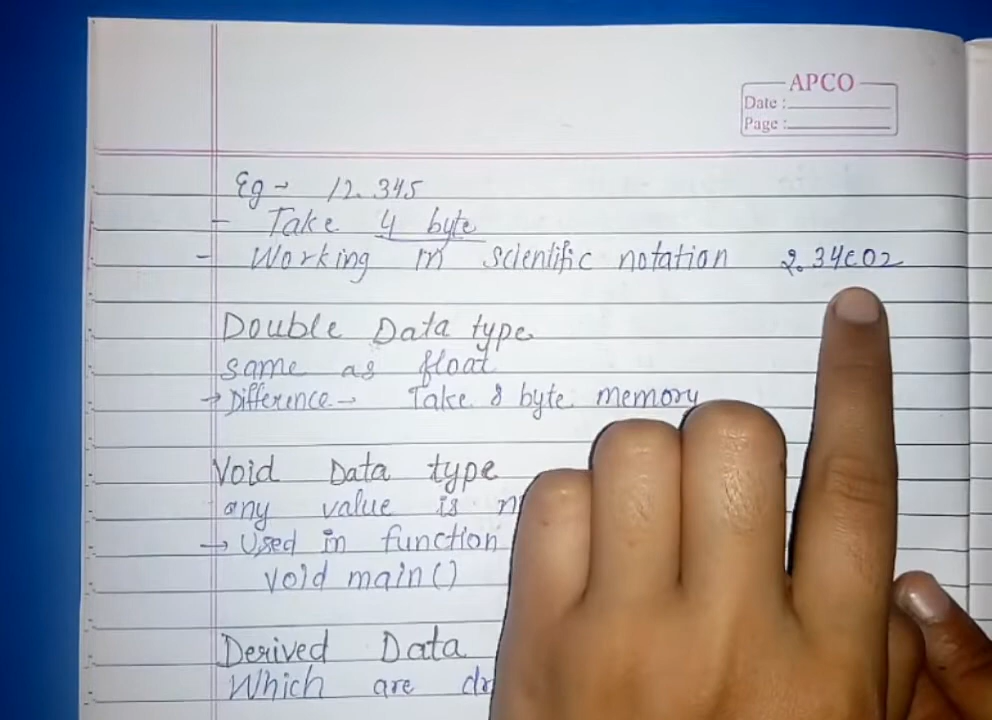 APCO
Date :
Page :
Eg → 12.345
- Take 4 byte
- Working in scientific notation 2.34e02
Double Data type
same as float
→ Difference → Take 8 byte memory
Void Data type
any value is
→ Used in function
void main()
Derived Data
Which are